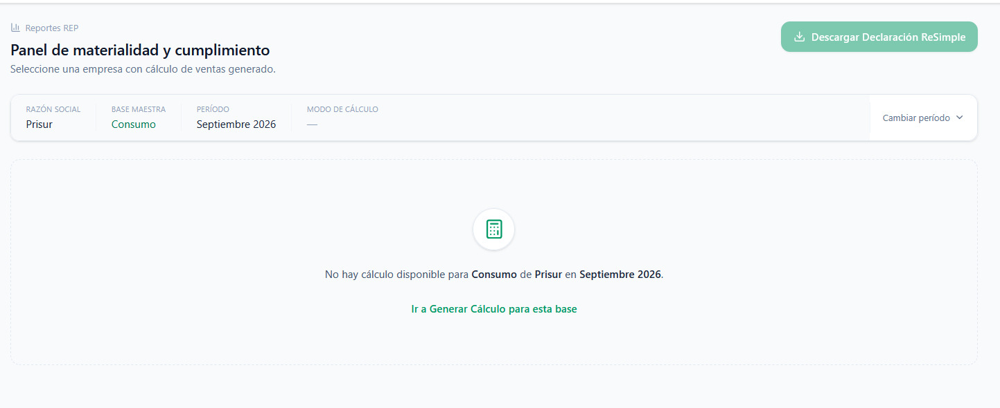 Reportes REP
Panel de materialidad y cumplimiento
Seleccione una empresa con cálculo de ventas generado.
Descargar Declaración ReSimple
RAZÓN SOCIAL
Prisur
BASE MAESTRA
Consumo
PERÍODO
Septiembre 2026
MODO DE CÁLCULO
—
Cambiar período
No hay cálculo disponible para Consumo de Prisur en Septiembre 2026.
Ir a Generar Cálculo para esta base